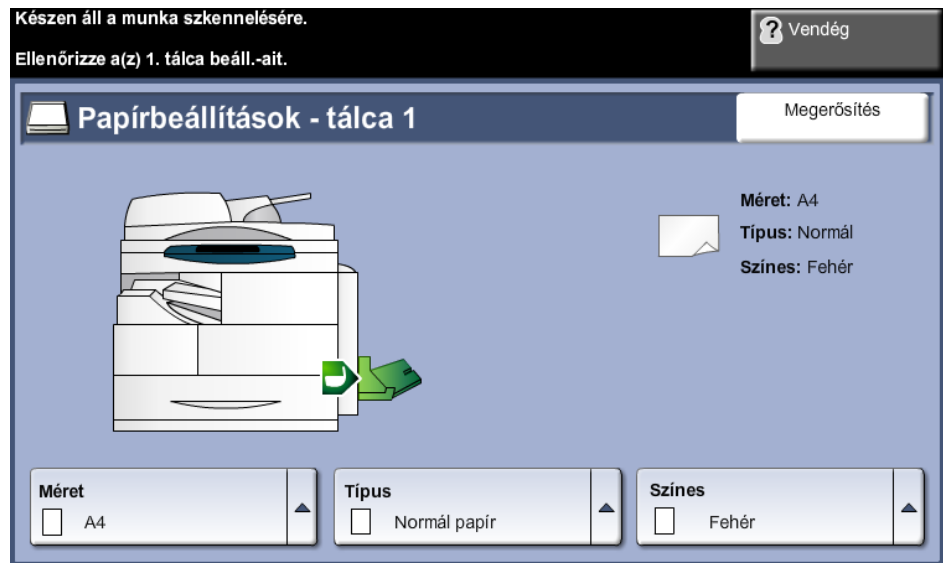 Készen áll a munka szkennelésére.
Vendég
Ellenőrizze a(z) 1. tálca beáll.-ait.
Papírbeállítások - tálca 1
Megerősítés
Méret: A4
Típus: Normál
Színes: Fehér
Méret
A4
Típus
Normál papír
Színes
Fehér